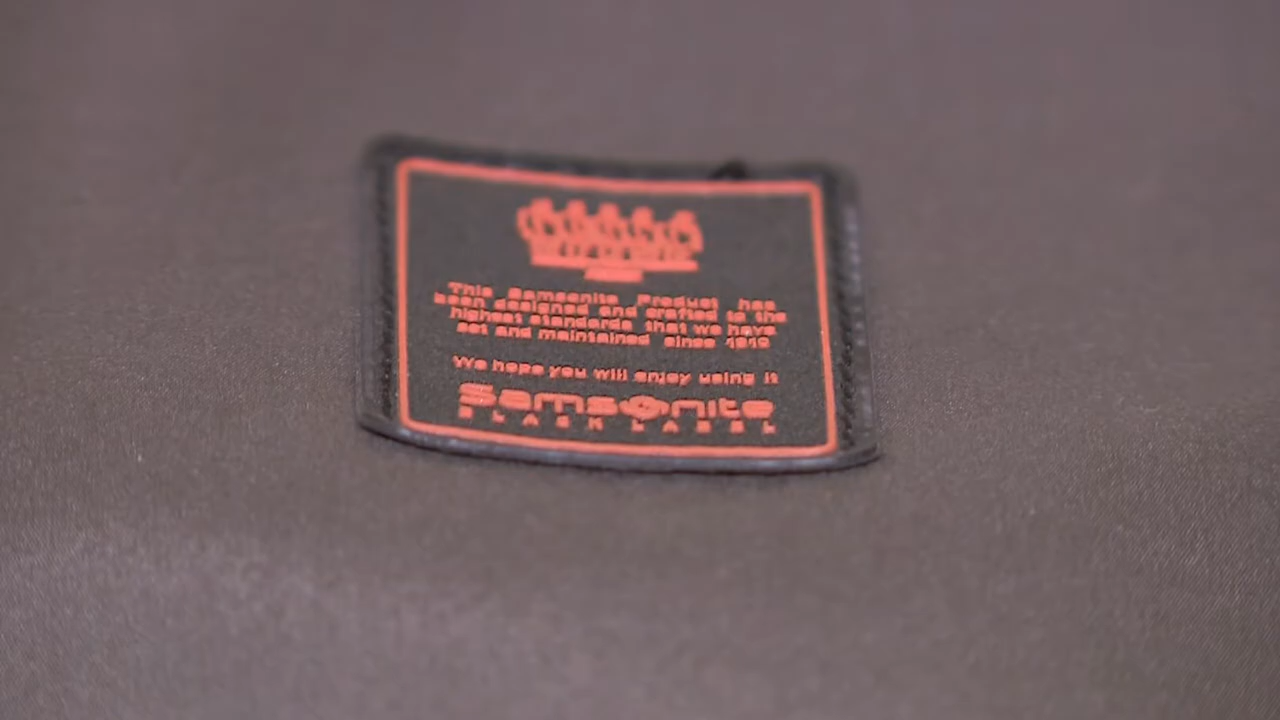 This Samsonite Product has
been designed and crafted to the
highest standards that we have
set and maintained since 1910
We hope you will enjoy using it
Samsonite
BLACK LABEL